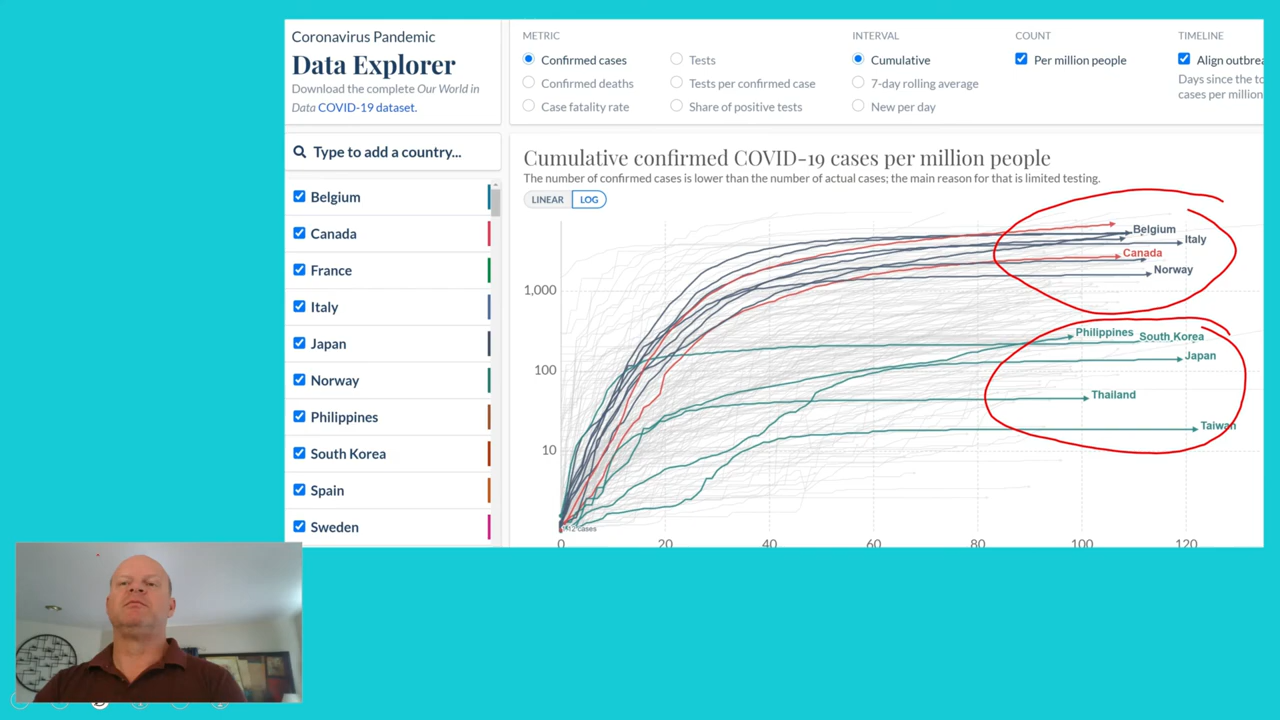 Coronavirus Pandemic
Data Explorer
Download the complete Our World in
Data COVID-19 dataset.
METRIC
Confirmed cases
Confirmed deaths
Case fatality rate
Tests
Tests per confirmed case
Share of positive tests
INTERVAL
Cumulative
7-day rolling average
New per day
COUNT
Per million people
TIMELINE
Align outbrea
Days since the to
cases per million
Type to add a country...
Belgium
Canada
France
Italy
Japan
Norway
Philippines
South Korea
Spain
Sweden
Cumulative confirmed COVID-19 cases per million people
The number of confirmed cases is lower than the number of actual cases; the main reason for that is limited testing.
LINEAR LOG
Belgium
Italy
Canada
Norway
1,000
Philippines
South Korea
Japan
100
Thailand
Taiwan
10
cases
0 20 40 60 80 100 120